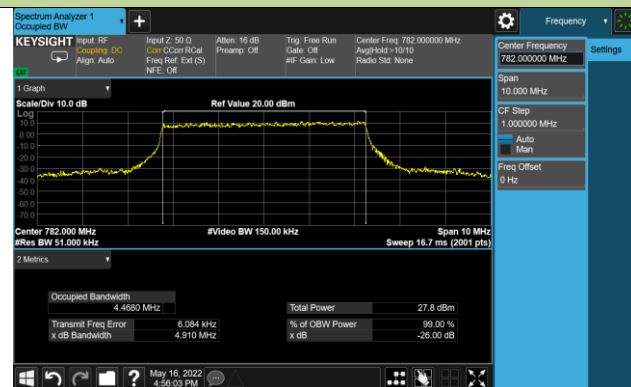 Spectrum Analyzer 1
Occupied BW
Frequency
KEYSIGHT
Input: RF
Coupling: DC
Align: Auto
Input Z: 50 Ω
Corr CCorr RCal
Freq Ref: Ext (S)
NFE: Off
Atten: 16 dB
Preamp: Off
Trig: Free Run
Gate: Off
#IF Gain: Low
Center Freq: 782.000000 MHz
Avg|Hold:>10/10
Radio Std: None
Center Frequency
782.000000 MHz
Settings
Span
10.000 MHz
CF Step
1.000000 MHz
Auto
Man
Freq Offset
0 Hz
1 Graph
Scale/Div 10.0 dB
Ref Value 20.00 dBm
Log
10.0
0.00
-10.0
-20.0
-30.0
-40.0
-50.0
-60.0
-70.0
Center 782.000 MHz
#Video BW 150.00 kHz
Span 10 MHz
#Res BW 51.000 kHz
Sweep 16.7 ms (2001 pts)
2 Metrics
Occupied Bandwidth
4.4680 MHz
Total Power 27.8 dBm
Transmit Freq Error 6.084 kHz
% of OBW Power 99.00 %
x dB Bandwidth 4.910 MHz
x dB -26.00 dB
May 16, 2022
4:56:03 PM